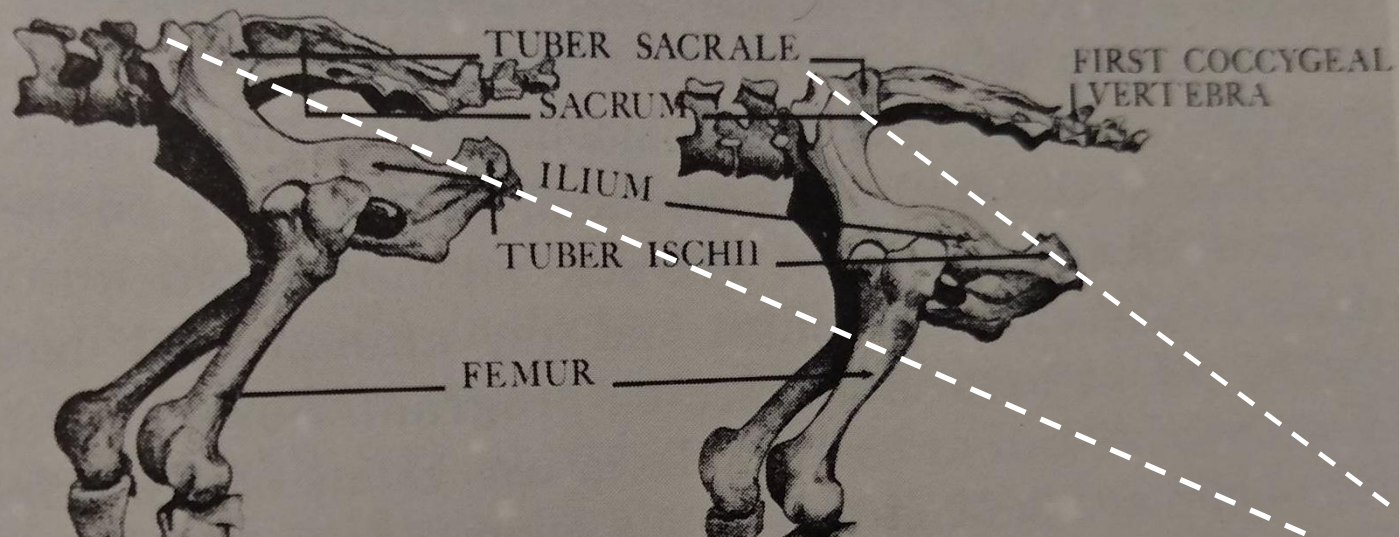 TUBER SACRALE
FIRST COCCYGEAL
VERTEBRA
SACRUM
ILIUM
TUBER ISCHII
FEMUR